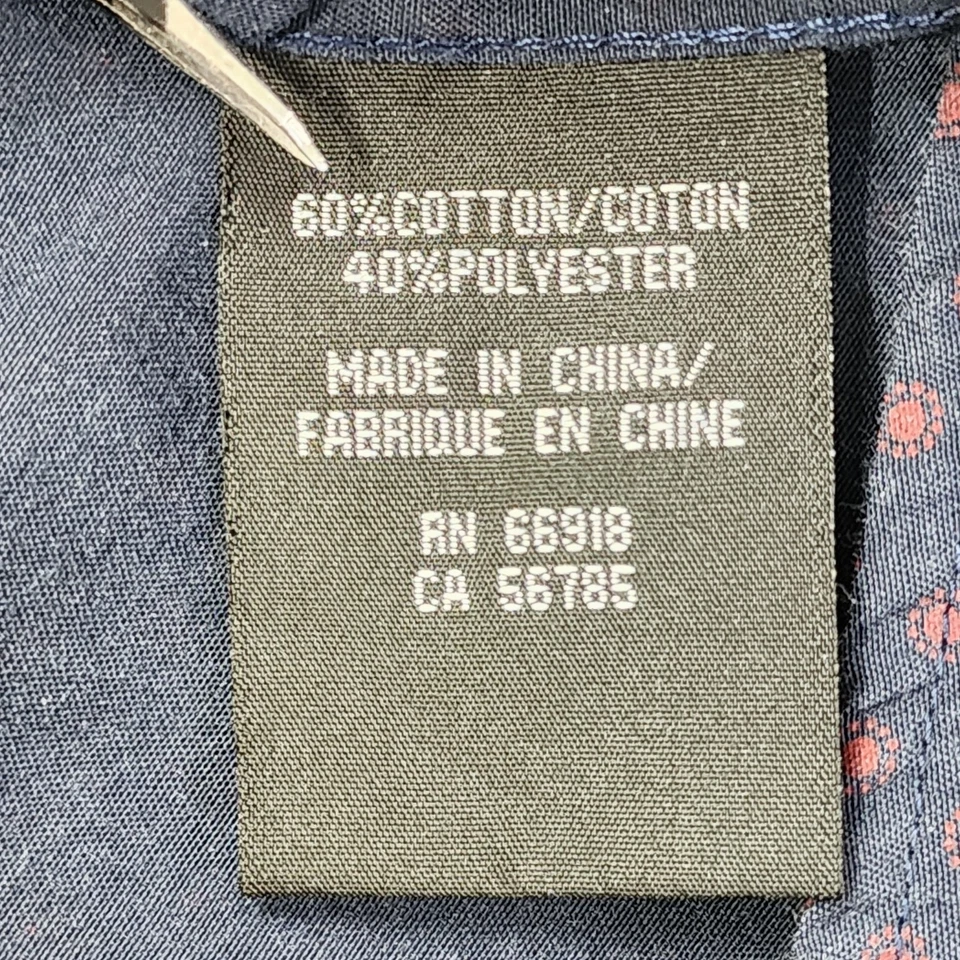 60%COTTON/COTON
40%POLYESTER
MADE IN CHINA/
FABRIQUE EN CHINE
RN 66918
CA 56785